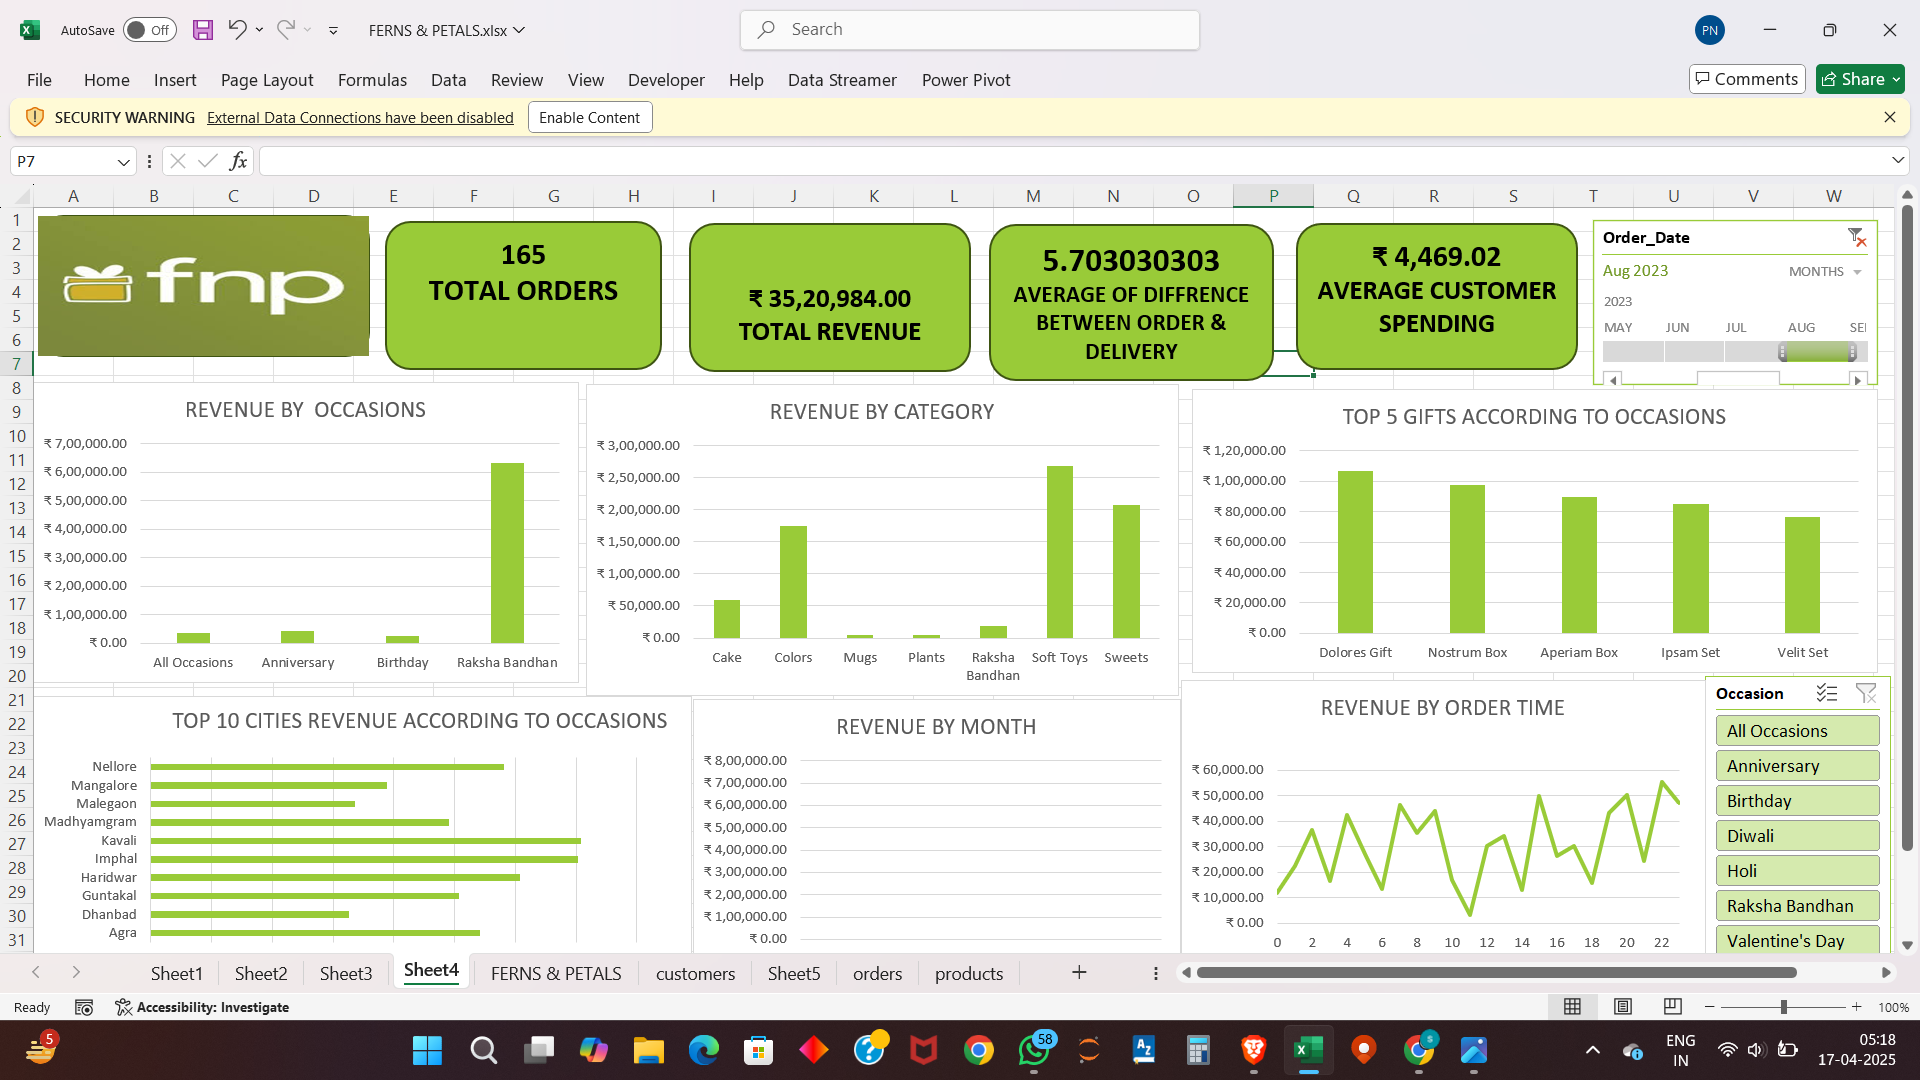 AutoSave Off FERNS & PETALS.xlsx Search PN
File Home Insert Page Layout Formulas Data Review View Developer Help Data Streamer Power Pivot Comments Share
SECURITY WARNING External Data Connections have been disabled Enable Content
P7 fx
A B C D E F G H I J K L M N O P Q R S T U V W
1
2
3
4
5
6
7
8
9
10
11
12
13
14
15
16
17
18
19
20
21
22
23
24
25
26
27
28
29
30
31
fnp
165
TOTAL ORDERS
₹ 35,20,984.00
TOTAL REVENUE
5.703030303
AVERAGE OF DIFFRENCE
BETWEEN ORDER &
DELIVERY
₹ 4,469.02
AVERAGE CUSTOMER
SPENDING
Order_Date
Aug 2023 MONTHS
2023
MAY JUN JUL AUG SE
REVENUE BY OCCASIONS
₹ 7,00,000.00
₹ 6,00,000.00
₹ 5,00,000.00
₹ 4,00,000.00
₹ 3,00,000.00
₹ 2,00,000.00
₹ 1,00,000.00
₹ 0.00
All Occasions Anniversary Birthday Raksha Bandhan
REVENUE BY CATEGORY
₹ 3,00,000.00
₹ 2,50,000.00
₹ 2,00,000.00
₹ 1,50,000.00
₹ 1,00,000.00
₹ 50,000.00
₹ 0.00
Cake Colors Mugs Plants Raksha Bandhan Soft Toys Sweets
TOP 5 GIFTS ACCORDING TO OCCASIONS
₹ 1,20,000.00
₹ 1,00,000.00
₹ 80,000.00
₹ 60,000.00
₹ 40,000.00
₹ 20,000.00
₹ 0.00
Dolores Gift Nostrum Box Aperiam Box Ipsam Set Velit Set
TOP 10 CITIES REVENUE ACCORDING TO OCCASIONS
Nellore
Mangalore
Malegaon
Madhyamgram
Kavali
Imphal
Haridwar
Guntakal
Dhanbad
Agra
REVENUE BY MONTH
₹ 8,00,000.00
₹ 7,00,000.00
₹ 6,00,000.00
₹ 5,00,000.00
₹ 4,00,000.00
₹ 3,00,000.00
₹ 2,00,000.00
₹ 1,00,000.00
₹ 0.00
REVENUE BY ORDER TIME
₹ 60,000.00
₹ 50,000.00
₹ 40,000.00
₹ 30,000.00
₹ 20,000.00
₹ 10,000.00
₹ 0.00
0 2 4 6 8 10 12 14 16 18 20 22
Occasion
All Occasions
Anniversary
Birthday
Diwali
Holi
Raksha Bandhan
Valentine's Day
Sheet1 Sheet2 Sheet3 Sheet4 FERNS & PETALS customers Sheet5 orders products
Ready Accessibility: Investigate 100%
5 58 A Z S ENG
IN
05:18
17-04-2025